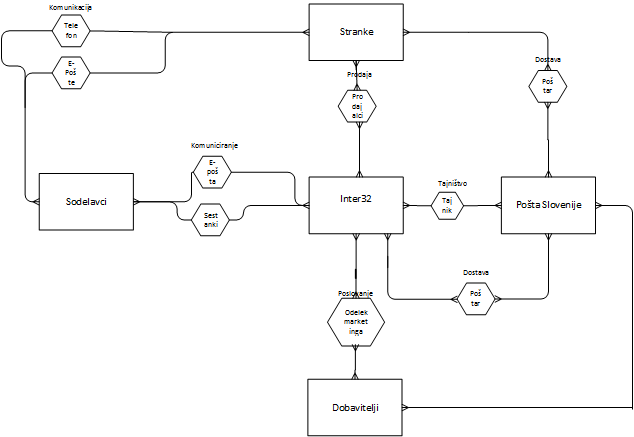 Komunikacija
Tele
fon
Stranke
E-
Poš
te
Prodaja
Pro
daj
alci
Dostava
Poš
tar
Komuniciranje
E-
poš
ta
Sodelavci
Sest
anki
Inter32
Tajništvo
Taj
nik
Pošta Slovenije
Dostava
Poš
tar
Poslovanje
Odelek
market
inga
Dobavitelji